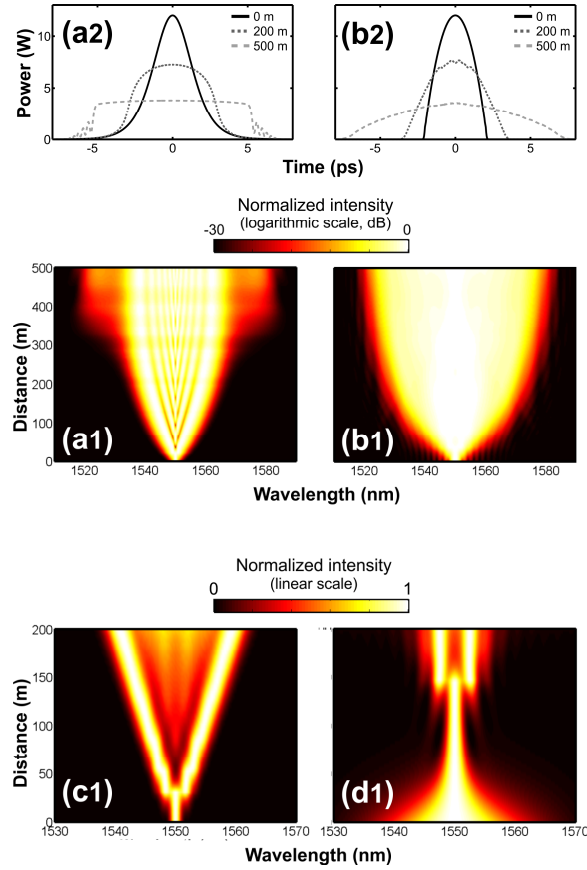 (a2)
0 m
200 m
500 m
(b2)
0 m
200 m
500 m
Power (W)
10
5
0
-5
0
5
-5
0
5
Time (ps)
Normalized intensity
(logarithmic scale, dB)
-30
0
Distance (m)
500
400
300
200
100
0
(a1)
(b1)
1520
1540
1560
1580
1520
1540
1560
1580
Wavelength (nm)
Normalized intensity
(linear scale)
0
1
Distance (m)
200
150
100
50
0
(c1)
(d1)
1530
1540
1550
1560
1570
1530
1540
1550
1560
1570
Wavelength (nm)